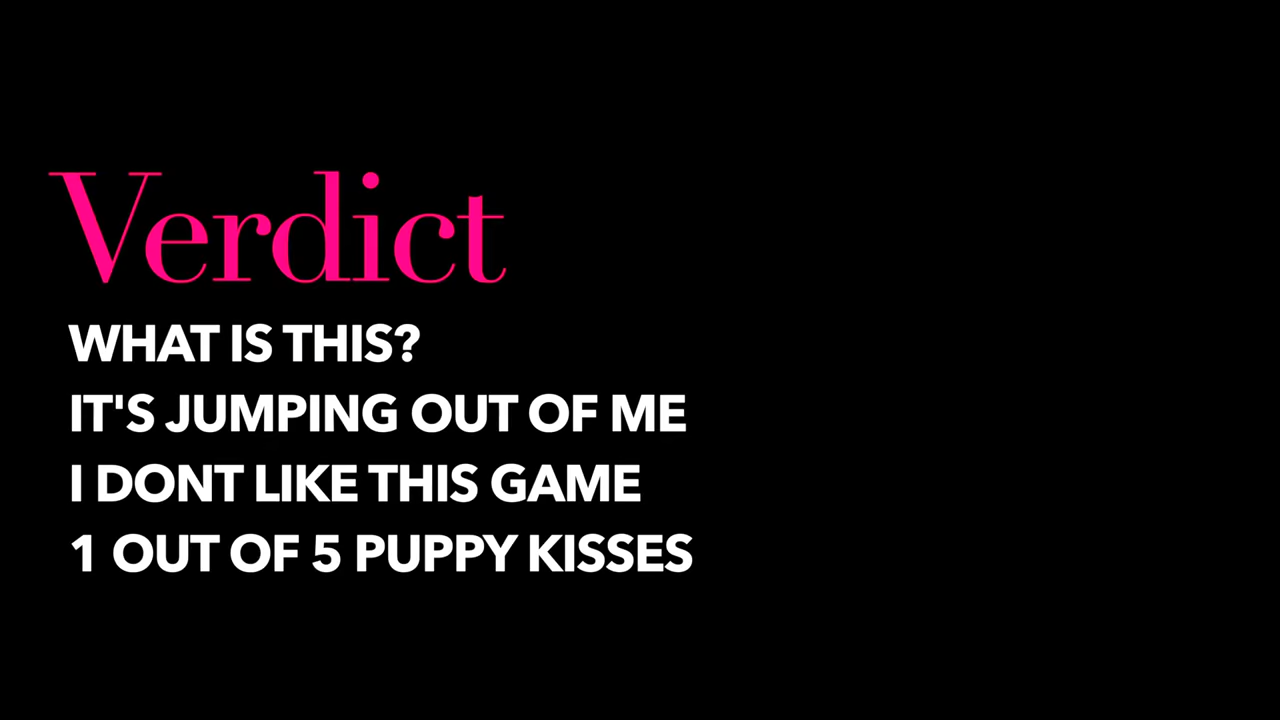 Verdict
WHAT IS THIS?
IT'S JUMPING OUT OF ME
I DONT LIKE THIS GAME
1 OUT OF 5 PUPPY KISSES